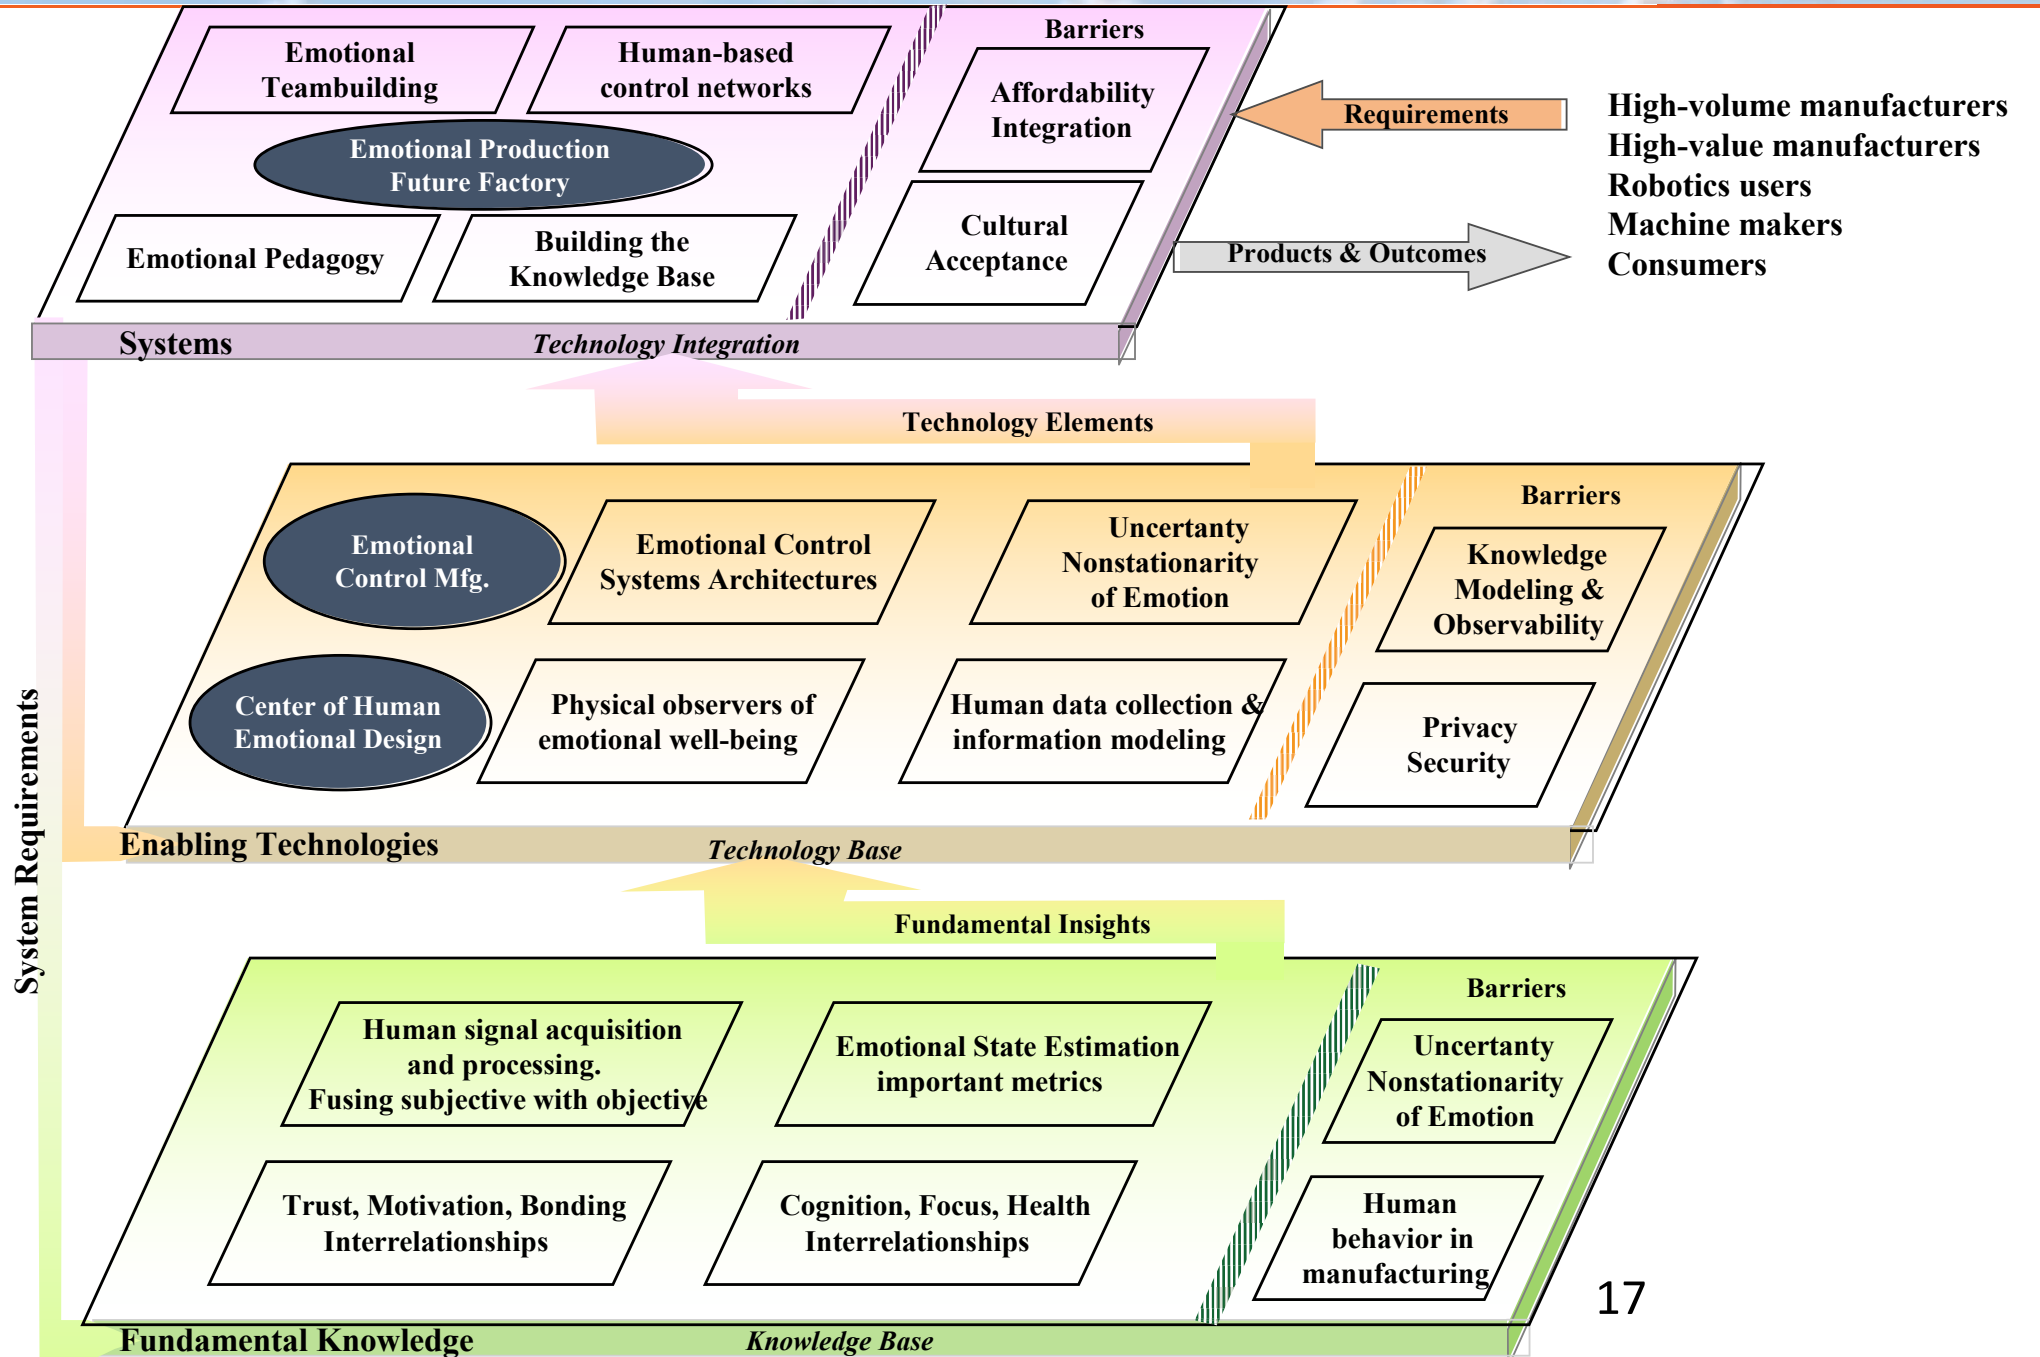 Barriers
Emotional
Teambuilding
Human-based
control networks
Affordability
Integration
Emotional Production
Future Factory
Emotional Pedagogy
Building the
Knowledge Base
Cultural
Acceptance
Systems
Technology Integration
Requirements
Products & Outcomes
High-volume manufacturers
High-value manufacturers
Robotics users
Machine makers
Consumers
Technology Elements
Barriers
Emotional
Control Mfg.
Emotional Control
Systems Architectures
Uncertanty
Nonstationarity
of Emotion
Knowledge
Modeling &
Observability
Center of Human
Emotional Design
Physical observers of
emotional well-being
Human data collection &
information modeling
Privacy
Security
Enabling Technologies
Technology Base
System Requirements
Fundamental Insights
Barriers
Human signal acquisition
and processing.
Fusing subjective with objective
Emotional State Estimation
important metrics
Uncertanty
Nonstationarity
of Emotion
Trust, Motivation, Bonding
Interrelationships
Cognition, Focus, Health
Interrelationships
Human
behavior in
manufacturing
Fundamental Knowledge
Knowledge Base
17